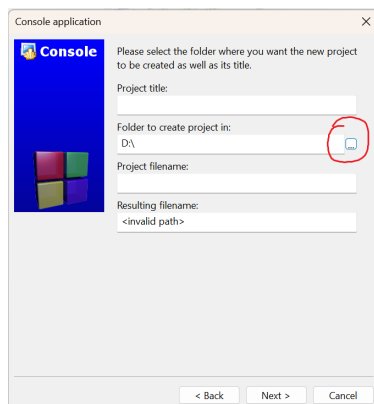 Console application
Console
Please select the folder where you want the new project
to be created as well as its title.
Project title:
Folder to create project in:
D:\
...
Project filename:
Resulting filename:
<invalid path>
< Back
Next >
Cancel